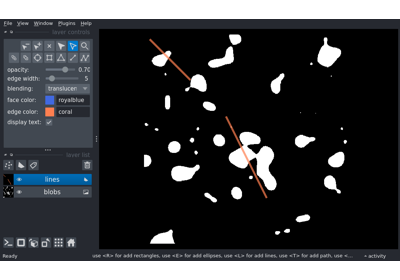 File View Window Plugins Help
layer controls
opacity: 0.70
edge width: 5
blending: translucen
face color: royalblue
edge color: coral
display text:
layer list
lines
blobs
Ready use <R> for add rectangles, use <E> for add ellipses, use <L> for add lines, use <T> for add path, use <... activity